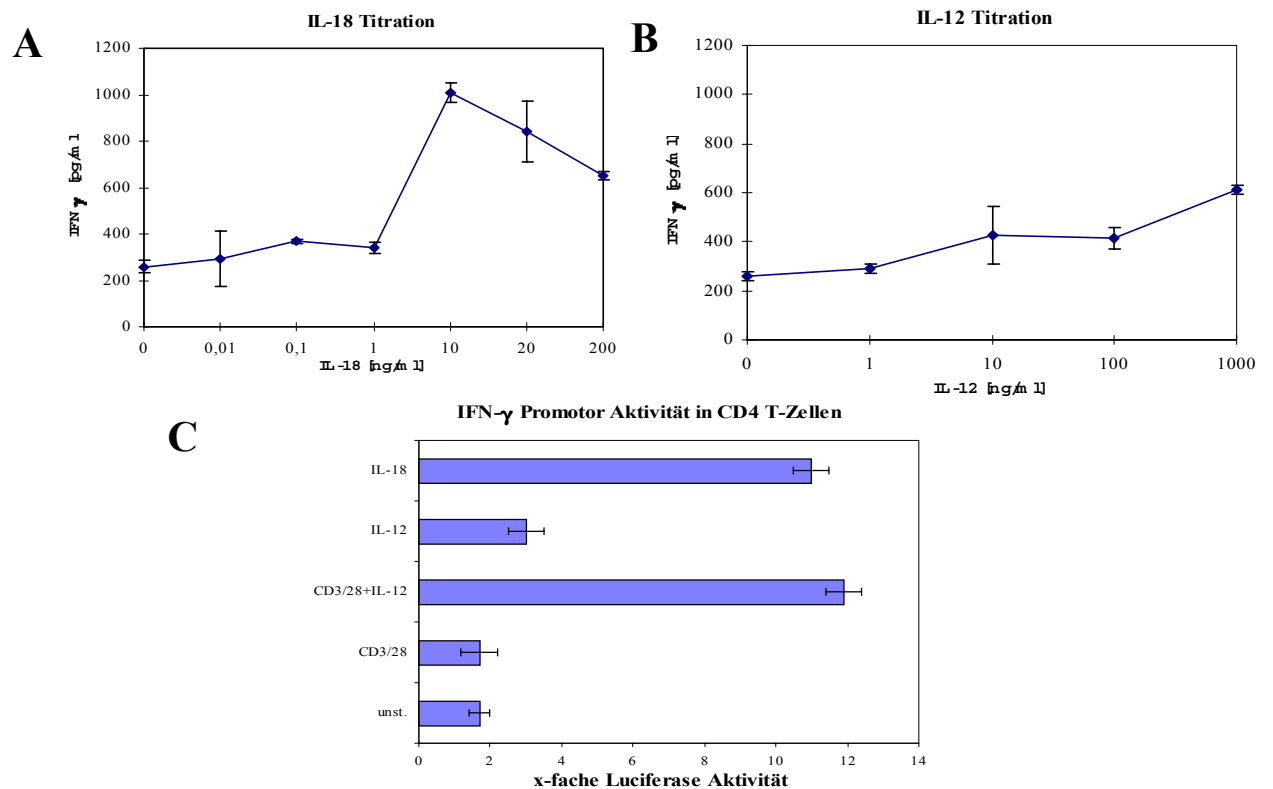 A
IL-18 Titration
IFN γ [pg/ml]
1200
1000
800
600
400
200
0
0 0,01 0,1 1 10 20 200
IL-18 [ng/ml]
B
IL-12 Titration
IFN γ [pg/ml]
1200
1000
800
600
400
200
0
0 1 10 100 1000
IL-12 [ng/ml]
C
IFN-γ Promotor Aktivität in CD4 T-Zellen
IL-18
IL-12
CD3/28+IL-12
CD3/28
unst.
0 2 4 6 8 10 12 14
x-fache Luciferase Aktivität